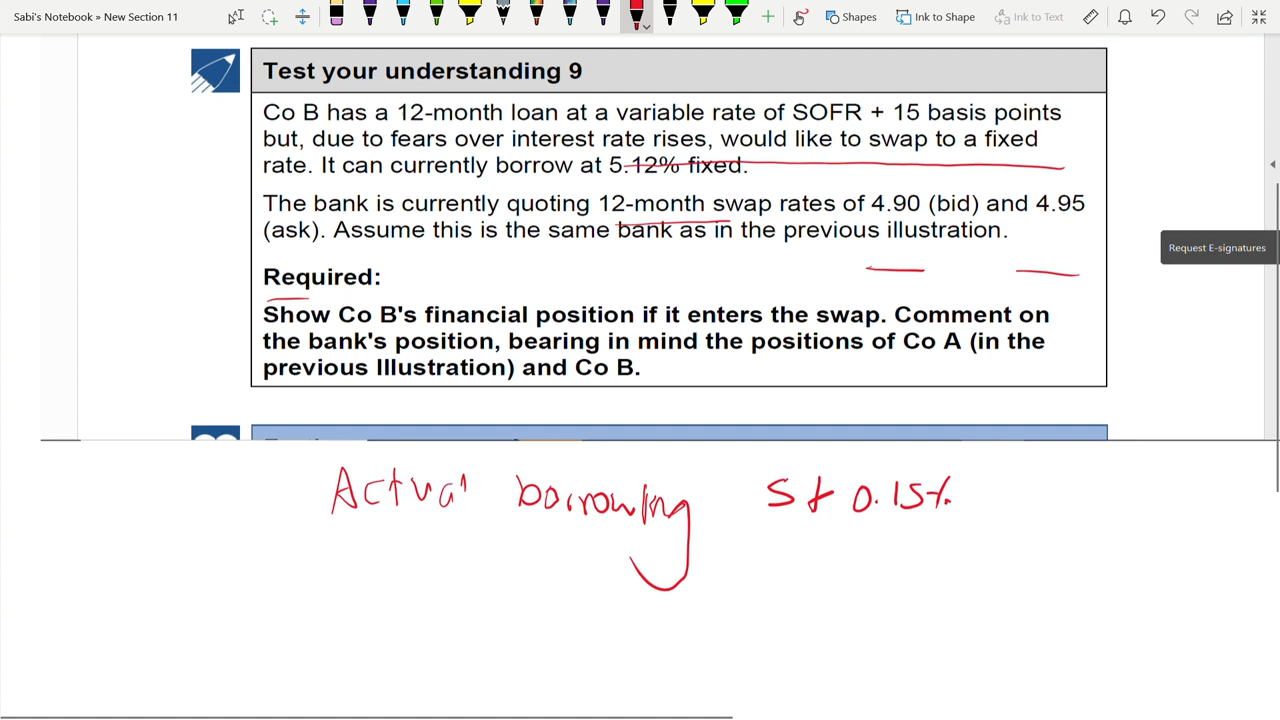 Sabi's Notebook » New Section 11
Shapes
Ink to Shape
Ink to Text
Test your understanding 9
Co B has a 12-month loan at a variable rate of SOFR + 15 basis points
but, due to fears over interest rate rises, would like to swap to a fixed
rate. It can currently borrow at 5.12% fixed.
The bank is currently quoting 12-month swap rates of 4.90 (bid) and 4.95
(ask). Assume this is the same bank as in the previous illustration.
Request E-signatures
Required:
Show Co B's financial position if it enters the swap. Comment on
the bank's position, bearing in mind the positions of Co A (in the
previous Illustration) and Co B.
Actual borrowing S + 0.15%